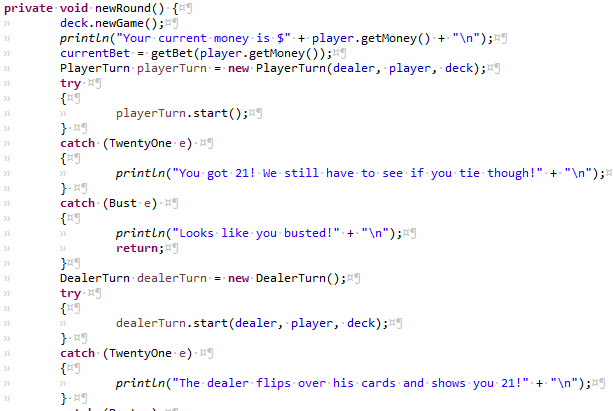 private void newRound() {
deck.newGame();
println("Your current money is $" + player.getMoney() + "\n");
currentBet = getBet(player.getMoney());
PlayerTurn playerTurn = new PlayerTurn(dealer, player, deck);
try
{
playerTurn.start();
}
catch (TwentyOne e)
{
println("You got 21! We still have to see if you tie though!" + "\n");
}
catch (Bust e)
{
println("Looks like you busted!" + "\n");
return;
}
DealerTurn dealerTurn = new DealerTurn();
try
{
dealerTurn.start(dealer, player, deck);
}
catch (TwentyOne e)
{
println("The dealer flips over his cards and shows you 21!" + "\n");
}